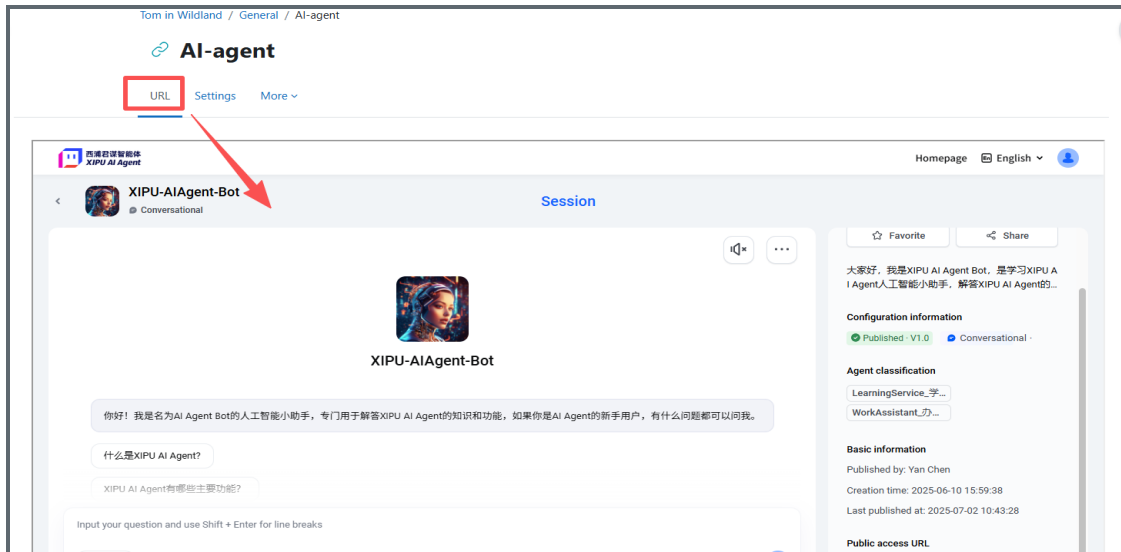 Tom in Wildland / General / AI-agent
AI-agent
URL Settings More
西浦君谋智能体
XIPU AI Agent
Homepage En English
XIPU-AIAgent-Bot
Conversational
Session
Favorite Share
大家好，我是XIPU AI Agent Bot，是学习XIPU A
I Agent人工智能小助手，解答XIPU AI Agent的...
Configuration information
Published · V1.0 Conversational ·
Agent classification
LearningService_学...
WorkAssistant_办...
Basic information
Published by: Yan Chen
Creation time: 2025-06-10 15:59:38
Last published at: 2025-07-02 10:43:28
Public access URL
XIPU-AIAgent-Bot
你好！我是名为AI Agent Bot的人工智能小助手，专门用于解答XIPU AI Agent的知识和功能，如果你是AI Agent的新手用户，有什么问题都可以问我。
什么是XIPU AI Agent?
XIPU AI Agent有哪些主要功能?
Input your question and use Shift + Enter for line breaks